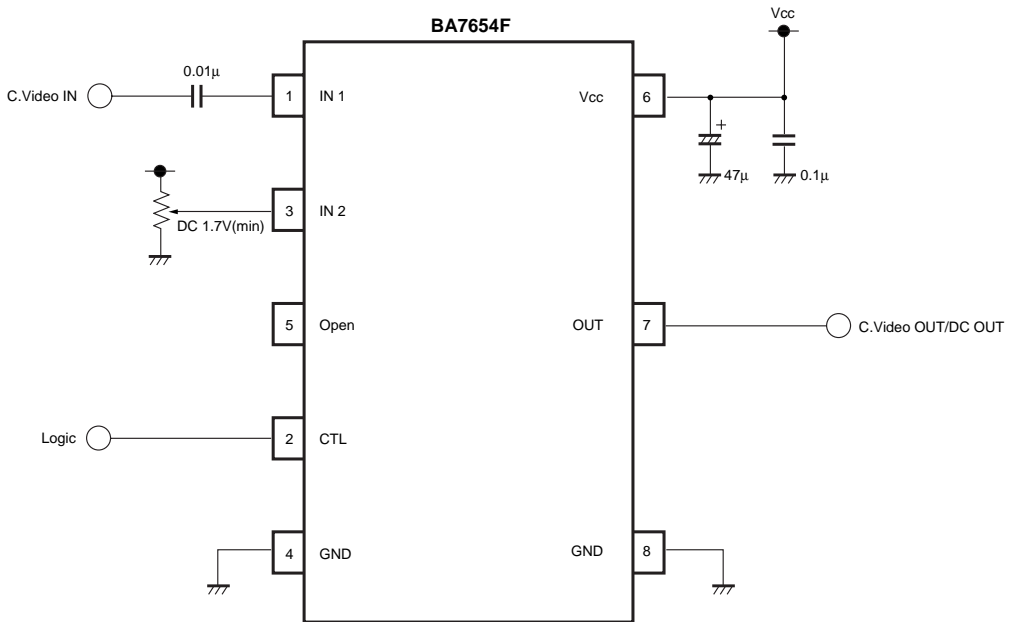 BA7654F
Vcc
0.01μ
C.Video IN
1
IN 1
Vcc
6
+
47μ
0.1μ
3
IN 2
DC 1.7V(min)
5
Open
OUT
7
C.Video OUT/DC OUT
Logic
2
CTL
4
GND
GND
8